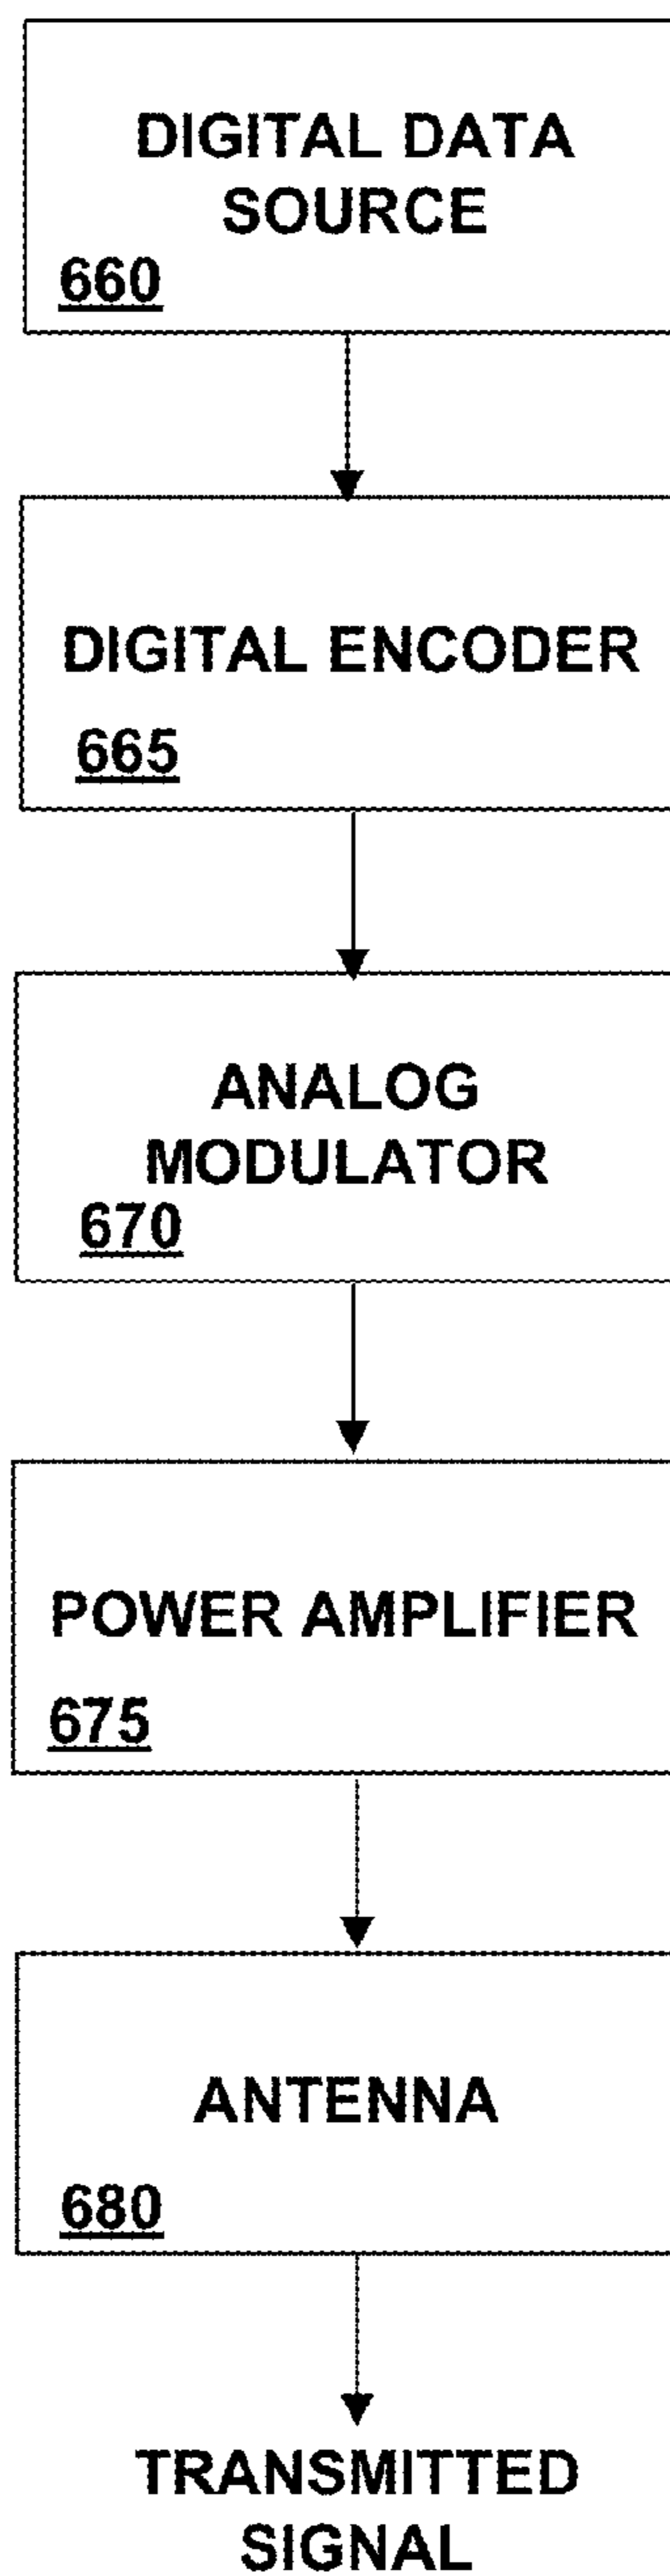 DIGITAL DATA
SOURCE
660
DIGITAL ENCODER
665
ANALOG
MODULATOR
670
POWER AMPLIFIER
675
ANTENNA
680
TRANSMITTED
SIGNAL